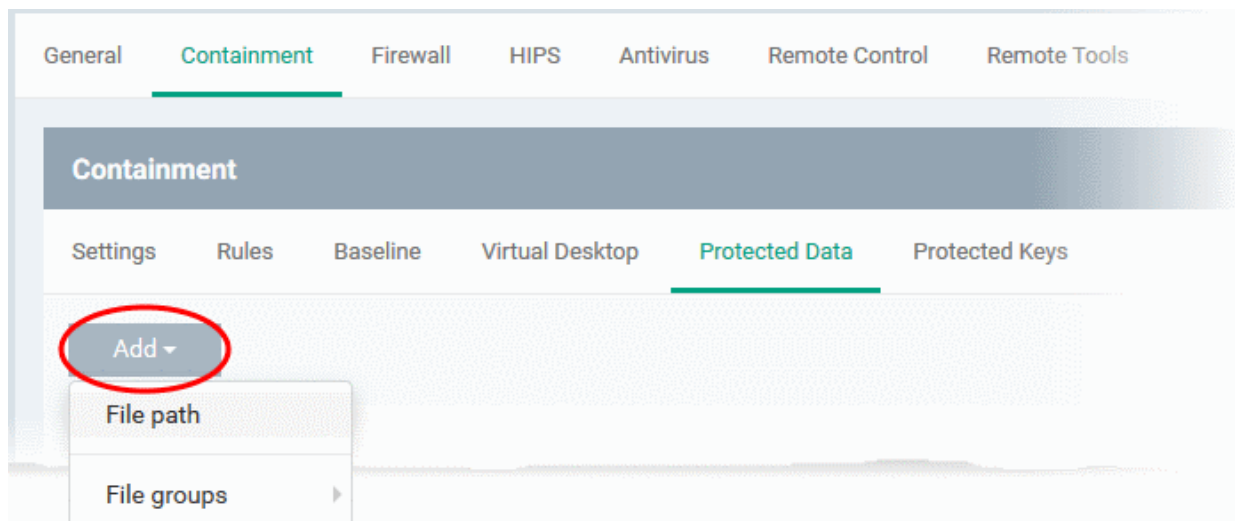 General Containment Firewall HIPS Antivirus Remote Control Remote Tools
Containment
Settings Rules Baseline Virtual Desktop Protected Data Protected Keys
Add
File path
File groups